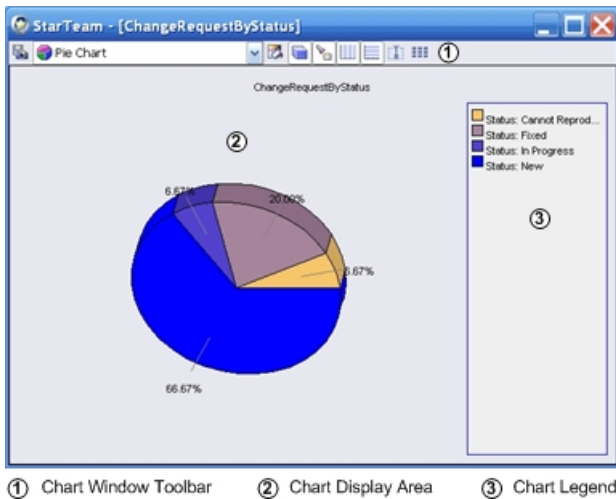 StarTeam - [ChangeRequestByStatus]
Pie Chart
①
ChangeRequestByStatus
②
Status: Cannot Reprod...
Status: Fixed
Status: In Progress
Status: New
③
6.67%
20.00%
6.67%
66.67%
① Chart Window Toolbar ② Chart Display Area ③ Chart Legend